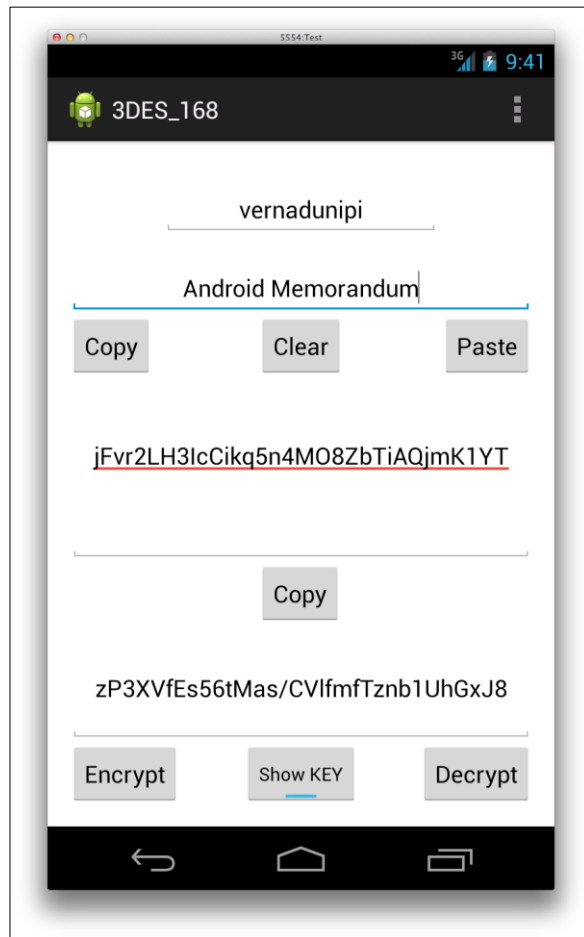 5554:Test
3G 9:41
3DES_168
vernadunipi
Android Memorandum
Copy Clear Paste
jFvr2LH3IcCikq5n4MO8ZbTiAQjmK1YT
Copy
zP3XVfEs56tMas/CVlfmfTznb1UhGxJ8
Encrypt Show KEY Decrypt